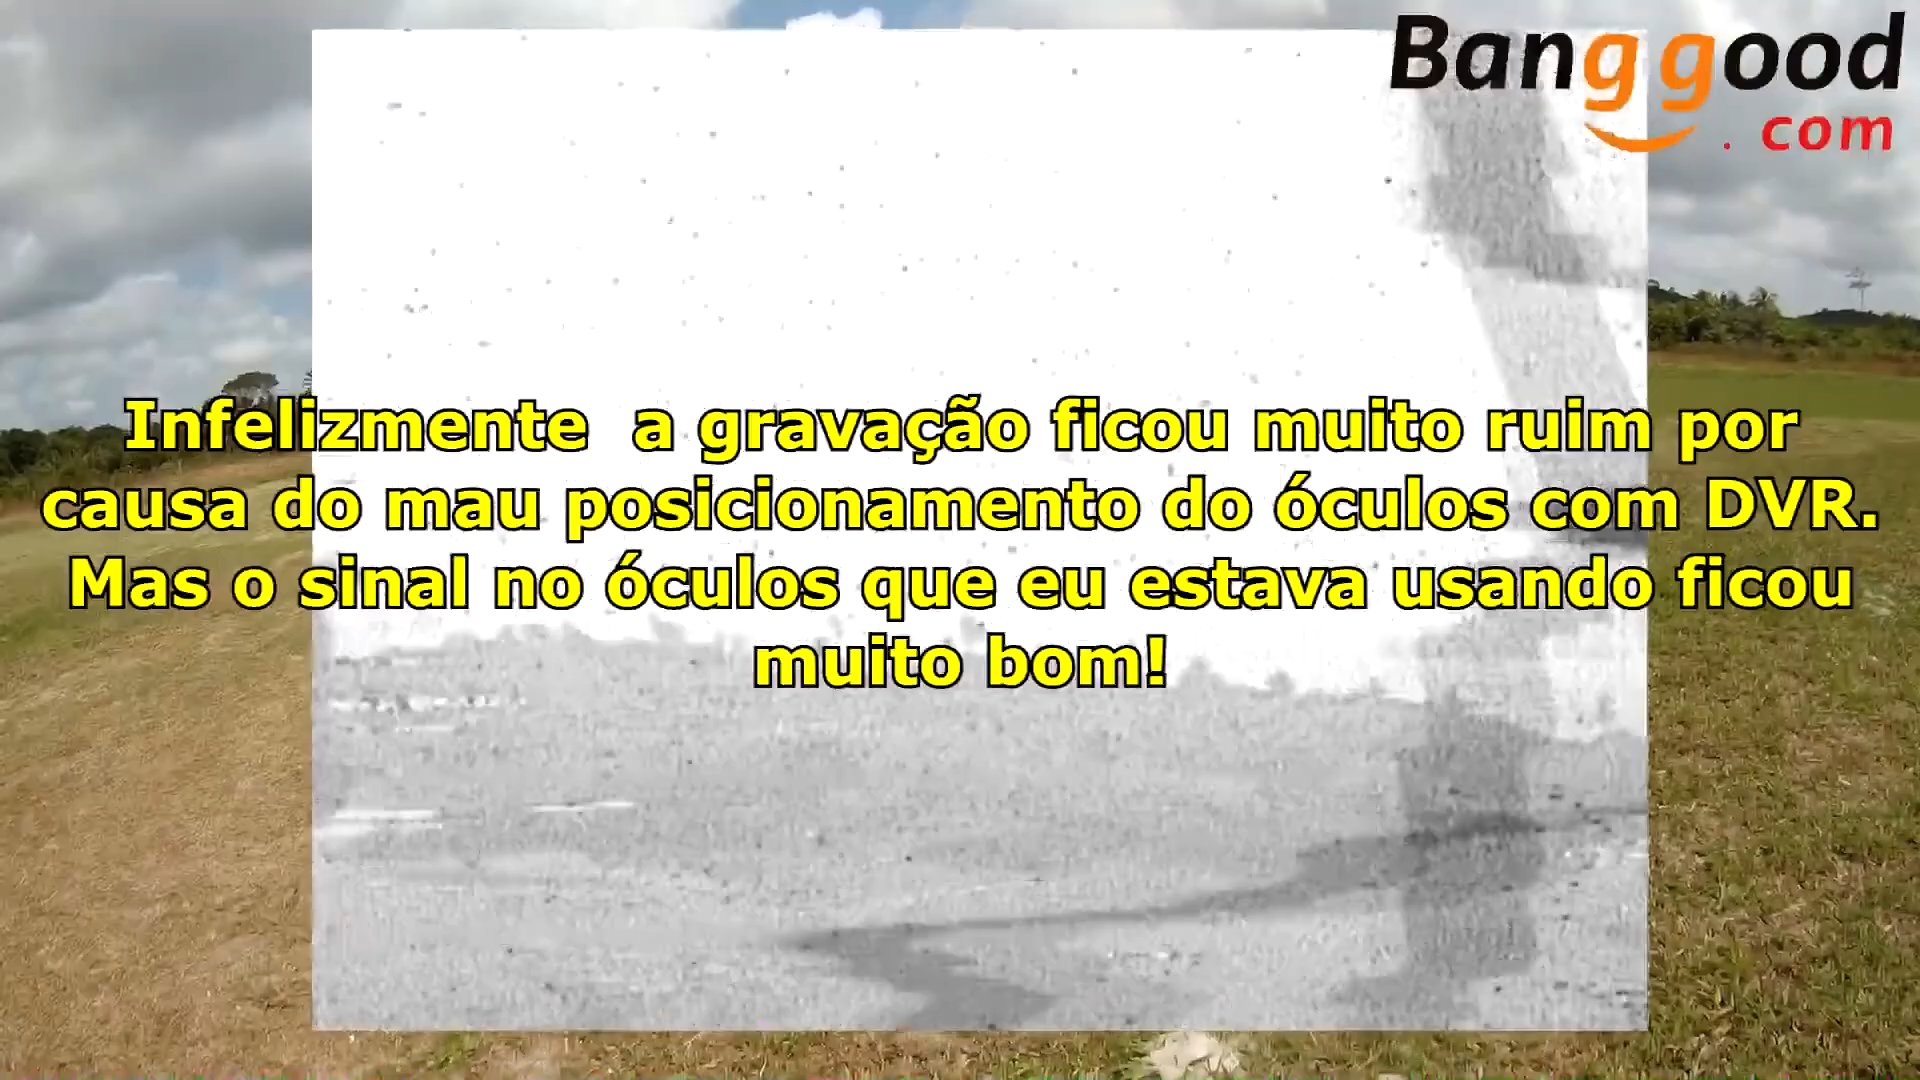 Banggood
.com
Infelizmente  a gravação ficou muito ruim por
causa do mau posicionamento do óculos com DVR.
Mas o sinal no óculos que eu estava usando ficou
muito bom!